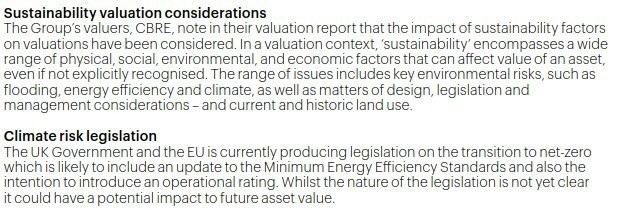 Sustainability valuation considerations
The Group's valuers, CBRE, note in their valuation report that the impact of sustainability factors
on valuations have been considered. In a valuation context, 'sustainability' encompasses a wide
range of physical, social, environmental, and economic factors that can affect value of an asset,
even if not explicitly recognised. The range of issues includes key environmental risks, such as
flooding, energy efficiency and climate, as well as matters of design, legislation and
management considerations – and current and historic land use.
Climate risk legislation
The UK Government and the EU is currently producing legislation on the transition to net-zero
which is likely to include an update to the Minimum Energy Efficiency Standards and also the
intention to introduce an operational rating. Whilst the nature of the legislation is not yet clear
it could have a potential impact to future asset value.